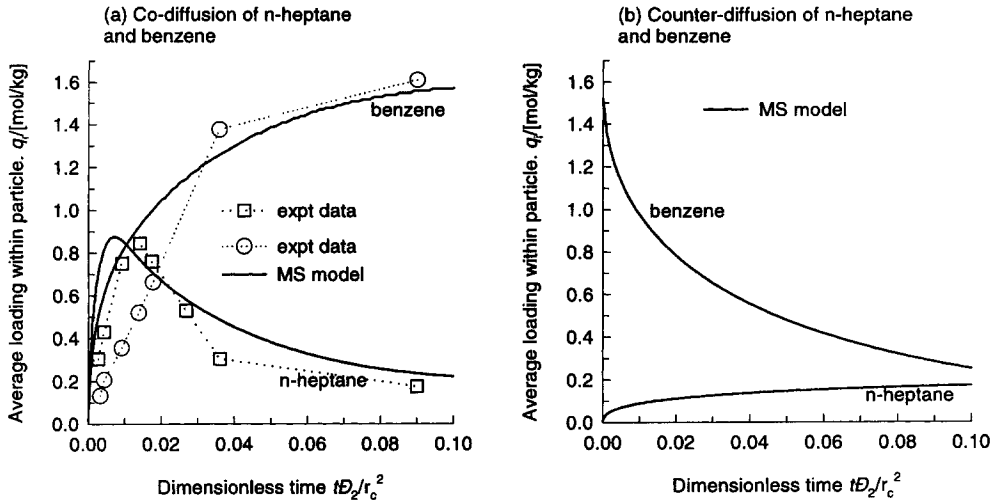 (a) Co-diffusion of n-heptane
and benzene
Average loading within particle. qᵢ/[mol/kg]
1.6
1.4
1.2
1.0
0.8
0.6
0.4
0.2
0.0
benzene
expt data
expt data
MS model
n-heptane
0.00 0.02 0.04 0.06 0.08 0.10
Dimensionless time tĐ₂/r_c²
(b) Counter-diffusion of n-heptane
and benzene
Average loading within particle. qᵢ/[mol/kg]
1.6
1.4
1.2
1.0
0.8
0.6
0.4
0.2
0.0
MS model
benzene
n-heptane
0.00 0.02 0.04 0.06 0.08 0.10
Dimensionless time tĐ₂/r_c²